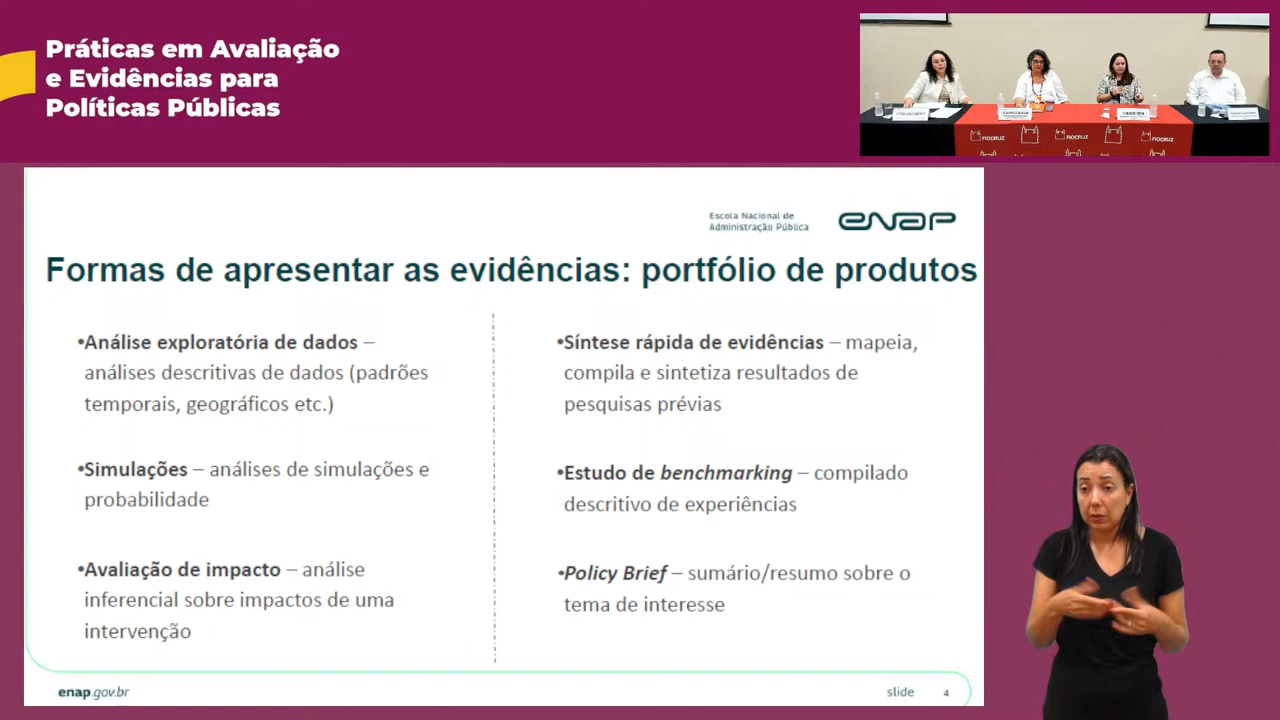 Práticas em Avaliação
e Evidências para
Políticas Públicas
FIOCRUZ
FIOCRUZ
FIOCRUZ
Escola Nacional de
Administração Pública
enap
Formas de apresentar as evidências: portfólio de produtos
•Análise exploratória de dados –
análises descritivas de dados (padrões
temporais, geográficos etc.)
•Simulações – análises de simulações e
probabilidade
•Avaliação de impacto – análise
inferencial sobre impactos de uma
intervenção
•Síntese rápida de evidências – mapeia,
compila e sintetiza resultados de
pesquisas prévias
•Estudo de benchmarking – compilado
descritivo de experiências
•Policy Brief – sumário/resumo sobre o
tema de interesse
enap.gov.br
slide 4